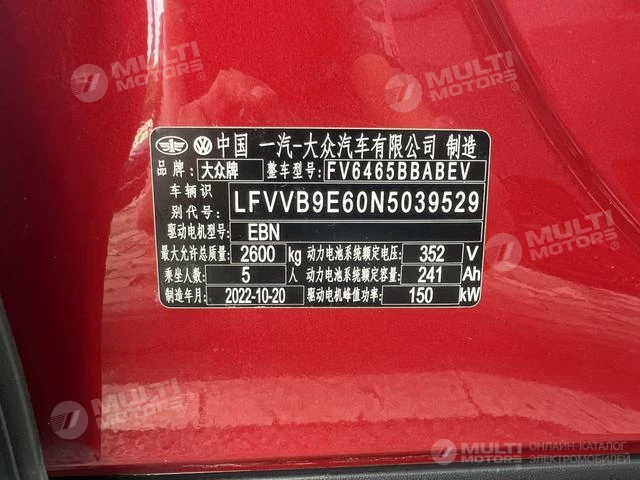 MULTI MOTORS®
MULTI MOTORS®
MULTI MOTORS®
中国 一汽-大众汽车有限公司 制造
品牌: 大众牌 整车型号: FV6465BBABEV
车辆识别代号: LFVVB9E60N5039529
驱动电机型号: EBN
最大允许总质量: 2600 kg 动力电池系统额定电压: 352 V
乘坐人数: 5 人 动力电池系统额定容量: 241 Ah
制造年月: 2022-10-20 驱动电机峰值功率: 150 kW
MULTI MOTORS®
MULTI MOTORS®
MULTI MOTORS®
MULTI MOTORS ОНЛАЙН-КАТАЛОГ ЭЛЕКТРОМОБИЛЕЙ